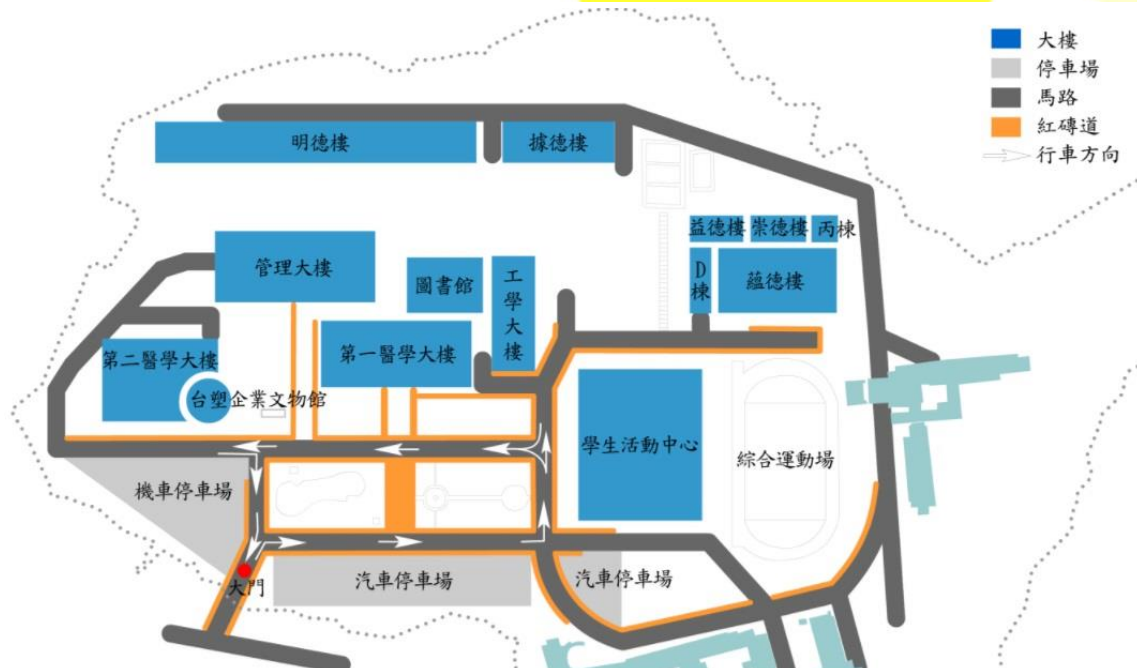 大樓
停車場
馬路
紅磚道
行車方向
明德樓
據德樓
益德樓
崇德樓
丙棟
D棟
蘊德樓
管理大樓
圖書館
工學大樓
第一醫學大樓
第二醫學大樓
台塑企業文物館
學生活動中心
綜合運動場
機車停車場
大門
汽車停車場
汽車停車場